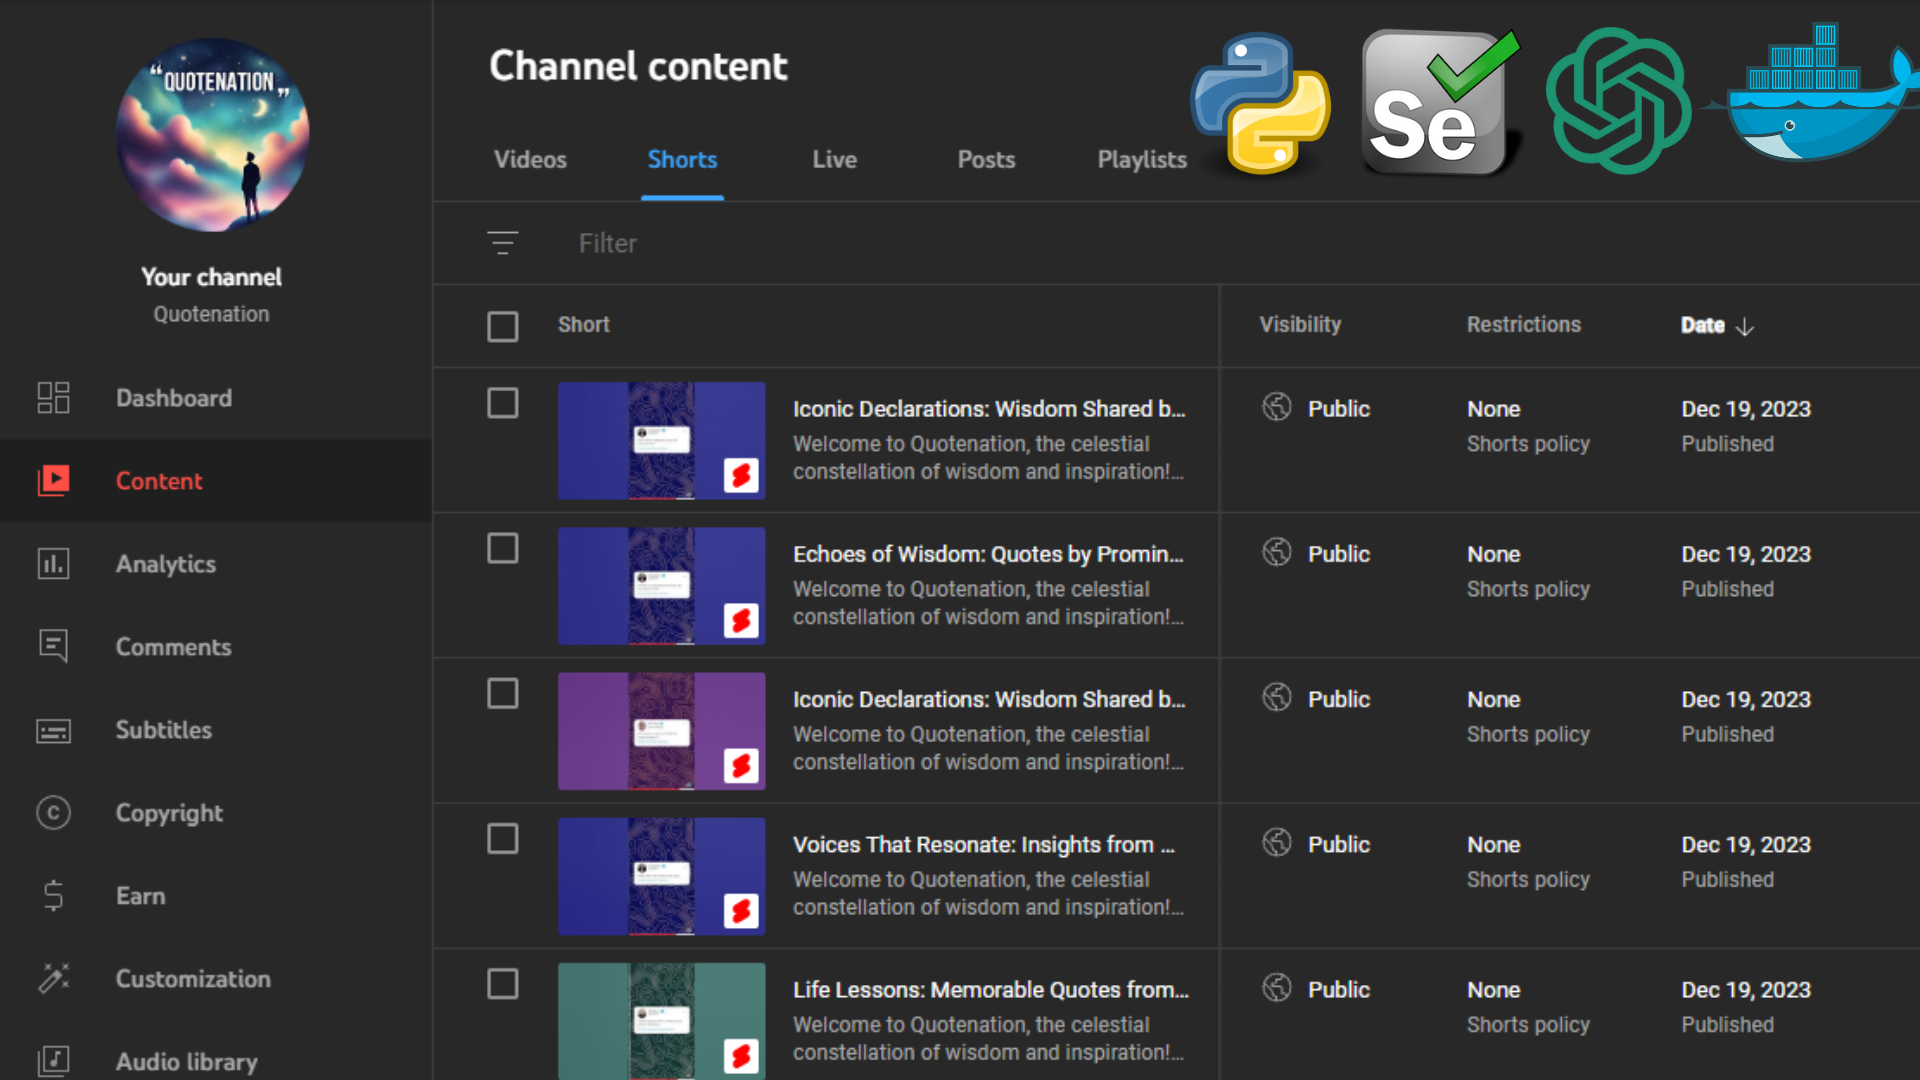 “QUOTENATION„
Your channel
Quotenation
Dashboard
Content
Analytics
Comments
Subtitles
Copyright
Earn
Customization
Audio library
Channel content
Videos Shorts Live Posts Playlists
Se
Filter
Short Visibility Restrictions Date
Iconic Declarations: Wisdom Shared b...
Welcome to Quotenation, the celestial
constellation of wisdom and inspiration!...
Public
None
Shorts policy
Dec 19, 2023
Published
Echoes of Wisdom: Quotes by Promin...
Welcome to Quotenation, the celestial
constellation of wisdom and inspiration!...
Public
None
Shorts policy
Dec 19, 2023
Published
Iconic Declarations: Wisdom Shared b...
Welcome to Quotenation, the celestial
constellation of wisdom and inspiration!...
Public
None
Shorts policy
Dec 19, 2023
Published
Voices That Resonate: Insights from ...
Welcome to Quotenation, the celestial
constellation of wisdom and inspiration!...
Public
None
Shorts policy
Dec 19, 2023
Published
Life Lessons: Memorable Quotes from...
Welcome to Quotenation, the celestial
constellation of wisdom and inspiration!...
Public
None
Shorts policy
Dec 19, 2023
Published